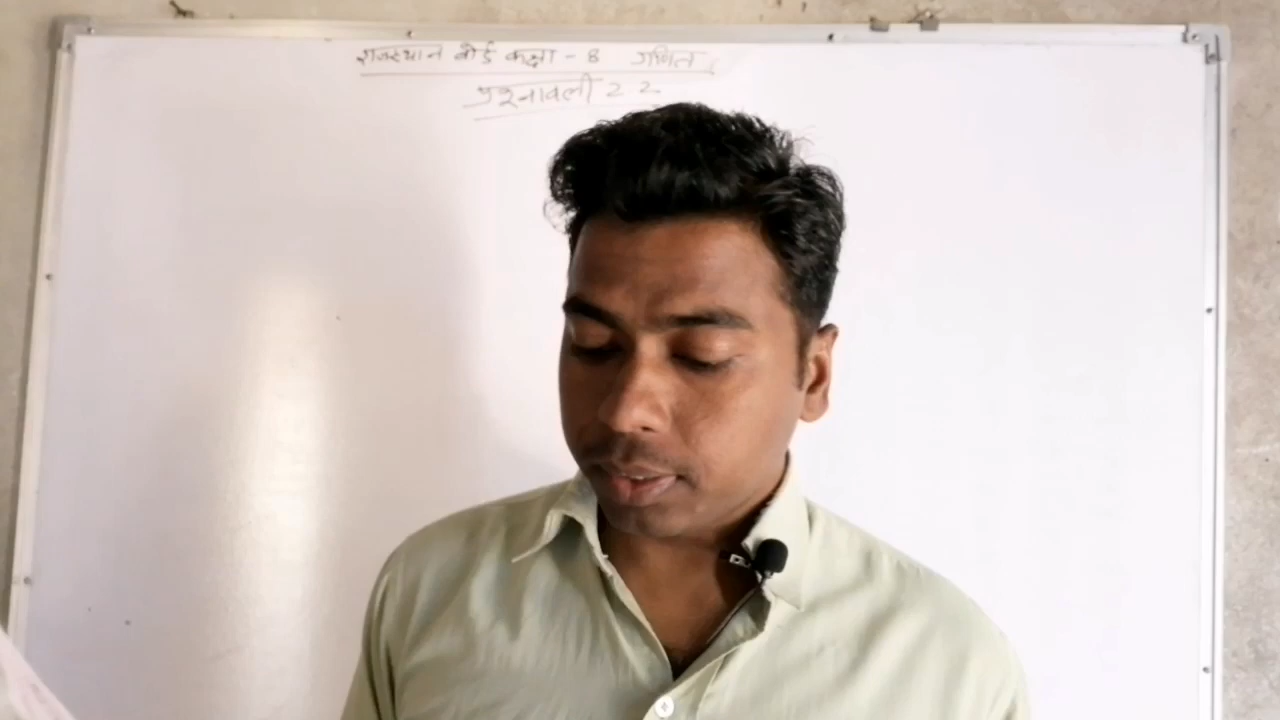 राजस्थान बोर्ड कक्षा - 8 गणित
प्रश्नावली 2.2